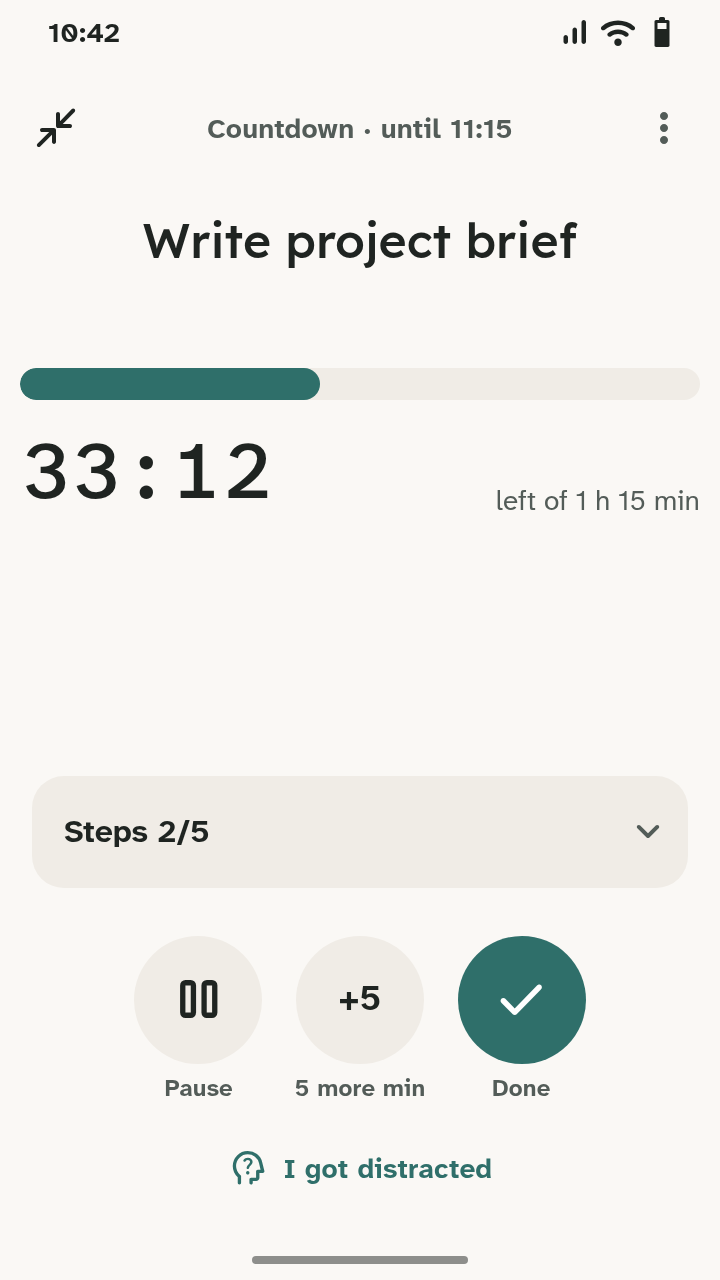 10:42
Countdown · until 11:15
Write project brief
33:12
left of 1 h 15 min
Steps 2/5
+5
Pause
5 more min
Done
I got distracted